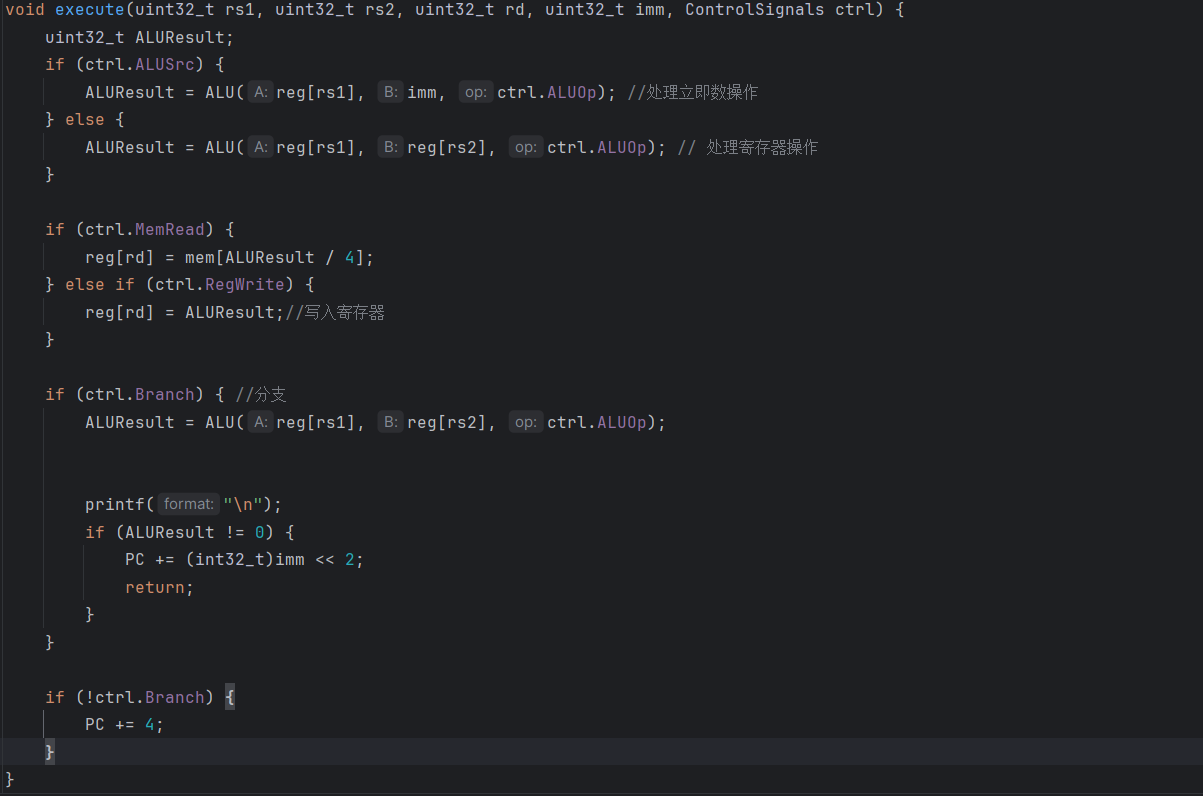 void execute(uint32_t rs1, uint32_t rs2, uint32_t rd, uint32_t imm, ControlSignals ctrl) {
    uint32_t ALUResult;
    if (ctrl.ALUSrc) {
        ALUResult = ALU( A: reg[rs1], B: imm, op: ctrl.ALUOp); //处理立即数操作
    } else {
        ALUResult = ALU( A: reg[rs1], B: reg[rs2], op: ctrl.ALUOp); // 处理寄存器操作
    }

    if (ctrl.MemRead) {
        reg[rd] = mem[ALUResult / 4];
    } else if (ctrl.RegWrite) {
        reg[rd] = ALUResult;//写入寄存器
    }

    if (ctrl.Branch) { //分支
        ALUResult = ALU( A: reg[rs1], B: reg[rs2], op: ctrl.ALUOp);


        printf( format: "\n");
        if (ALUResult != 0) {
            PC += (int32_t)imm << 2;
            return;
        }
    }

    if (!ctrl.Branch) {
        PC += 4;
    }
}